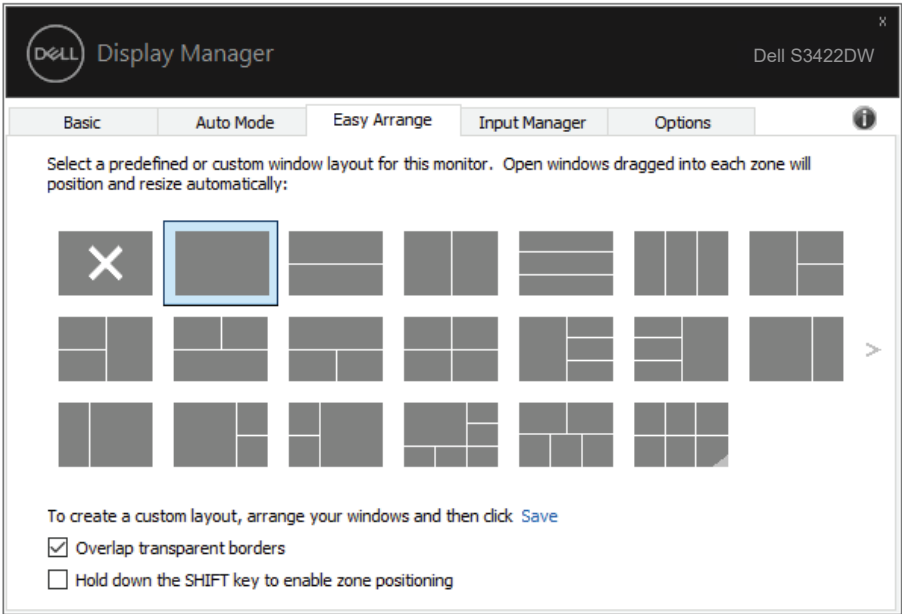 x
DELL
Display Manager
Dell S3422DW
Basic
Auto Mode
Easy Arrange
Input Manager
Options
i
Select a predefined or custom window layout for this monitor.  Open windows dragged into each zone will
position and resize automatically:
>
To create a custom layout, arrange your windows and then click Save
Overlap transparent borders
Hold down the SHIFT key to enable zone positioning